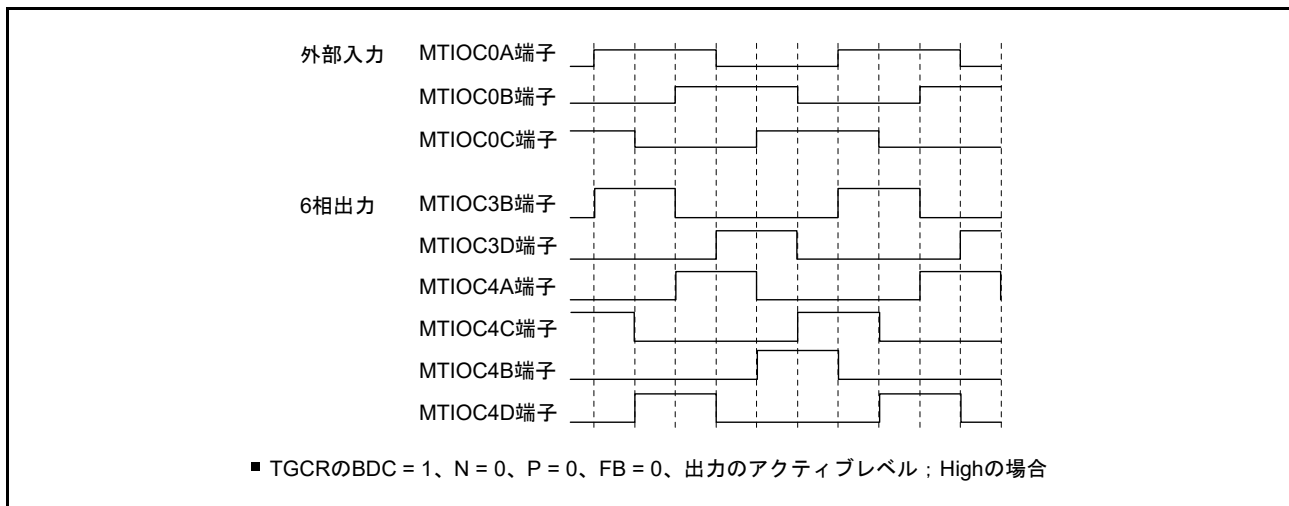 外部入力 MTIOC0A端子
MTIOC0B端子
MTIOC0C端子
6相出力 MTIOC3B端子
MTIOC3D端子
MTIOC4A端子
MTIOC4C端子
MTIOC4B端子
MTIOC4D端子
■ TGCRのBDC = 1、N = 0、P = 0、FB = 0、出力のアクティブレベル ; Highの場合